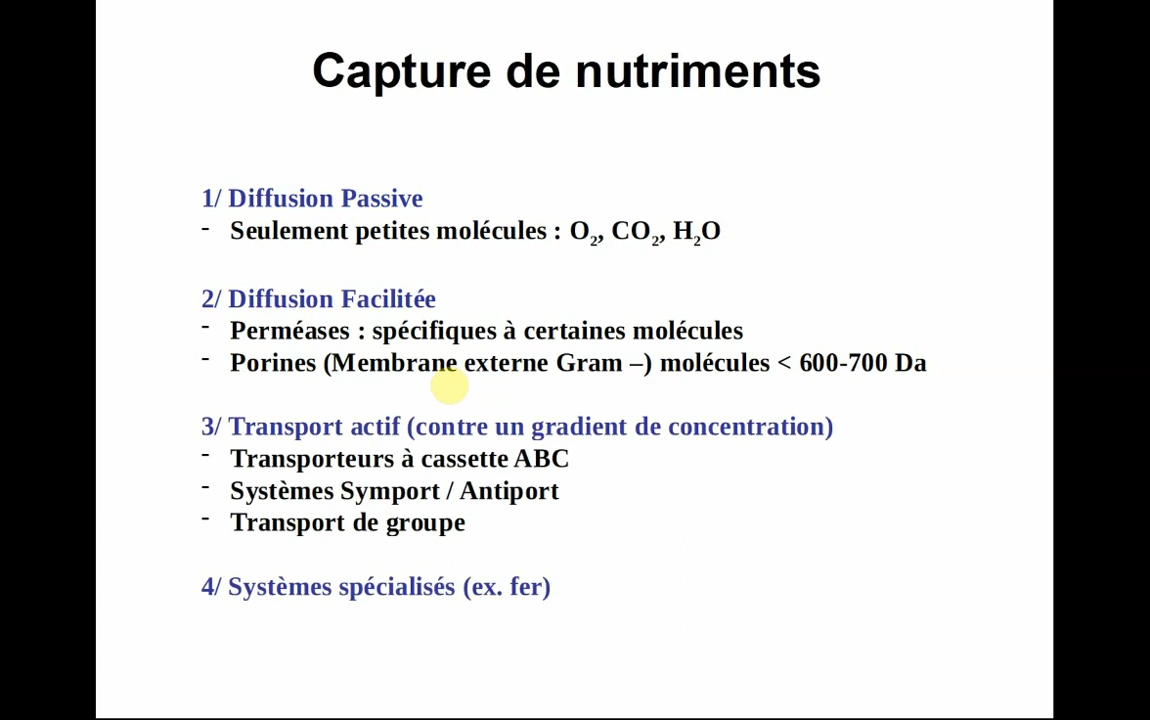 Capture de nutriments
1/ Diffusion Passive
- Seulement petites molécules : O₂, CO₂, H₂O
2/ Diffusion Facilitée
- Perméases : spécifiques à certaines molécules
- Porines (Membrane externe Gram –) molécules < 600-700 Da
3/ Transport actif (contre un gradient de concentration)
- Transporteurs à cassette ABC
- Systèmes Symport / Antiport
- Transport de groupe
4/ Systèmes spécialisés (ex. fer)